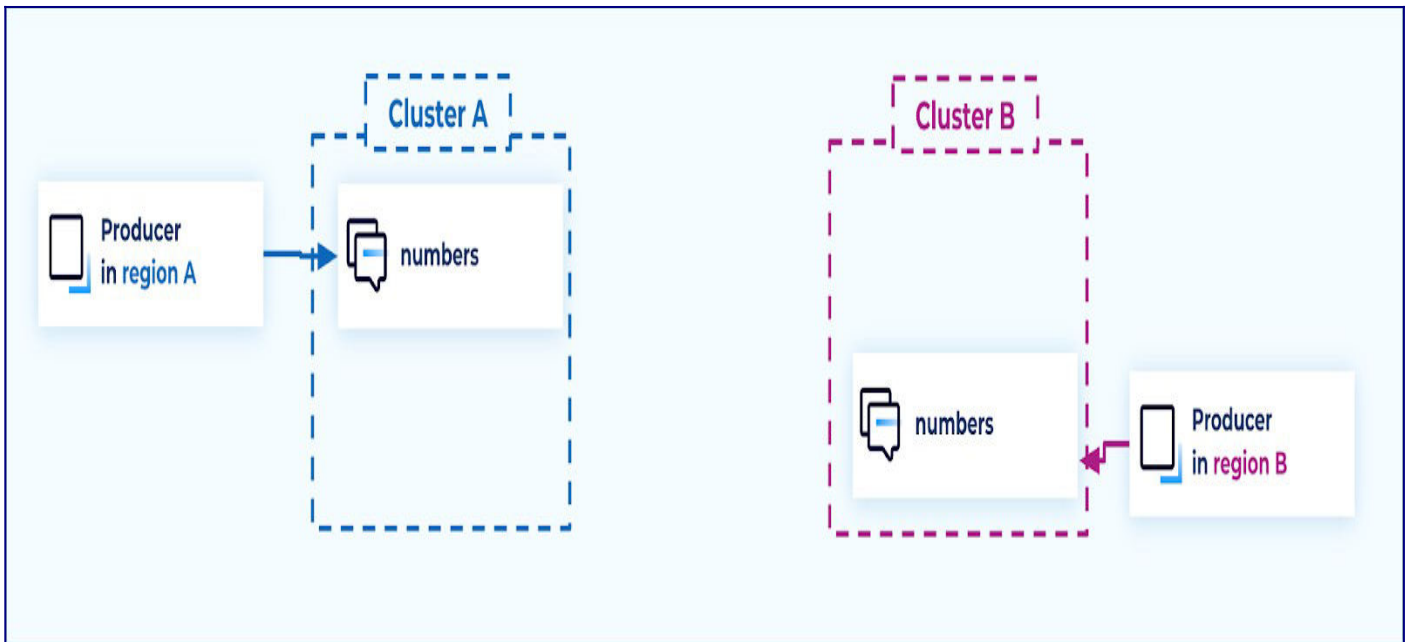 Cluster A
Cluster B
Producer
in region A
numbers
numbers
Producer
in region B